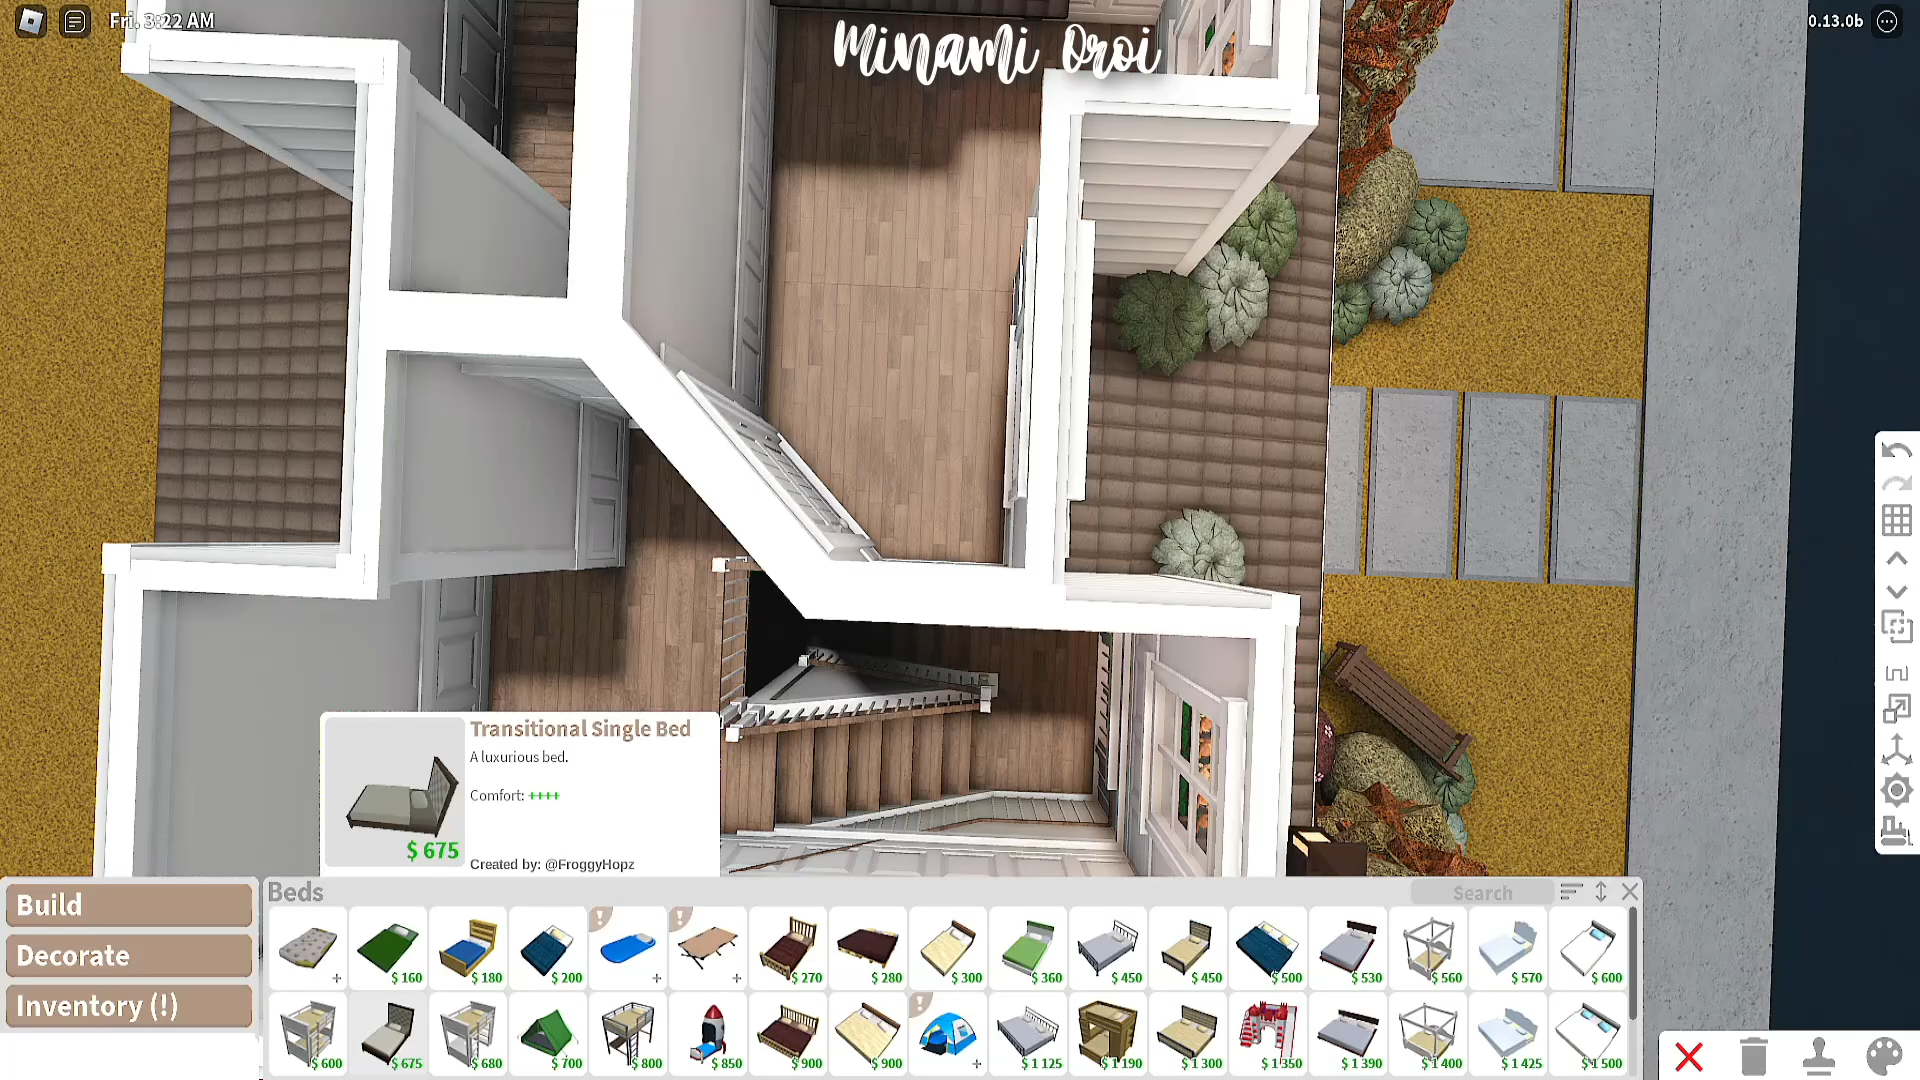 Fri. 3:22 AM
Minami Oroi
0.13.0b
Transitional Single Bed
A luxurious bed.
Comfort: ++++
$ 675
Created by: @FroggyHopz
Build
Decorate
Inventory (!)
Beds
Search
! !
+ $ 160 $ 180 $ 200 + + $ 270 $ 280 $ 300 $ 360 $ 450 $ 450 $ 500 $ 530 $ 560 $ 570 $ 600
!
$ 600 $ 675 $ 680 $ 700 $ 800 $ 850 $ 900 $ 900 + $ 1 125 $ 1 190 $ 1 300 $ 1 350 $ 1 390 $ 1 400 $ 1 425 $ 1 500